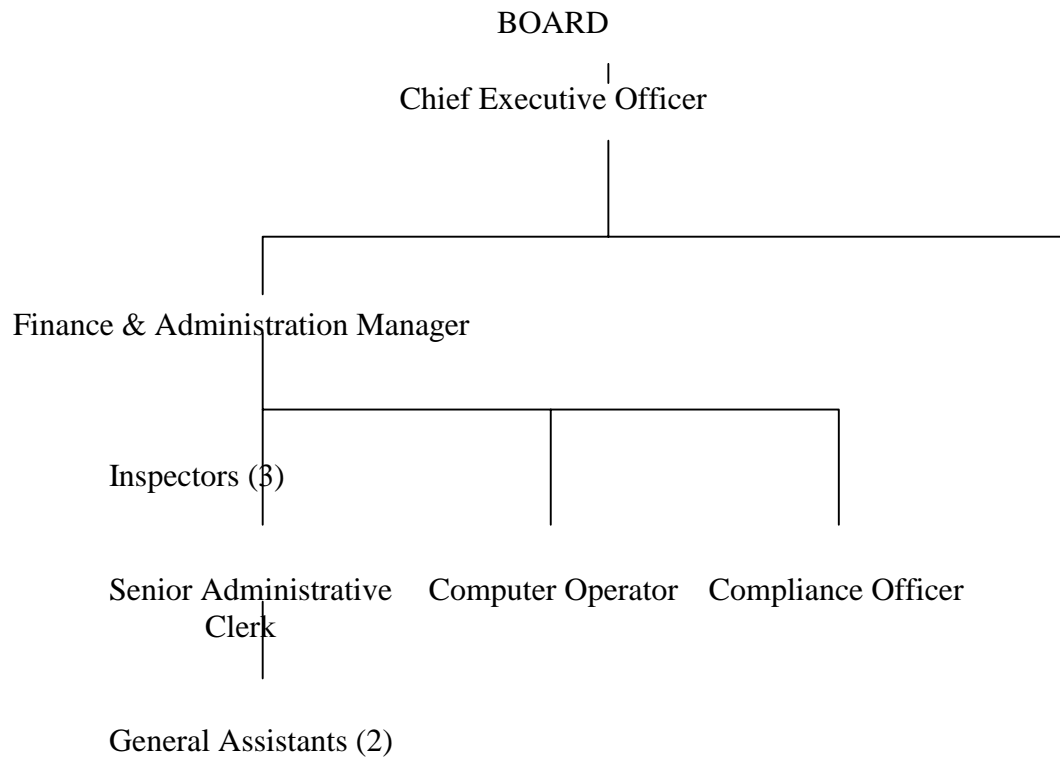 BOARD
Chief Executive Officer
Finance & Administration Manager
Inspectors (3)
Senior Administrative Computer Operator Compliance Officer
Clerk
General Assistants (2)